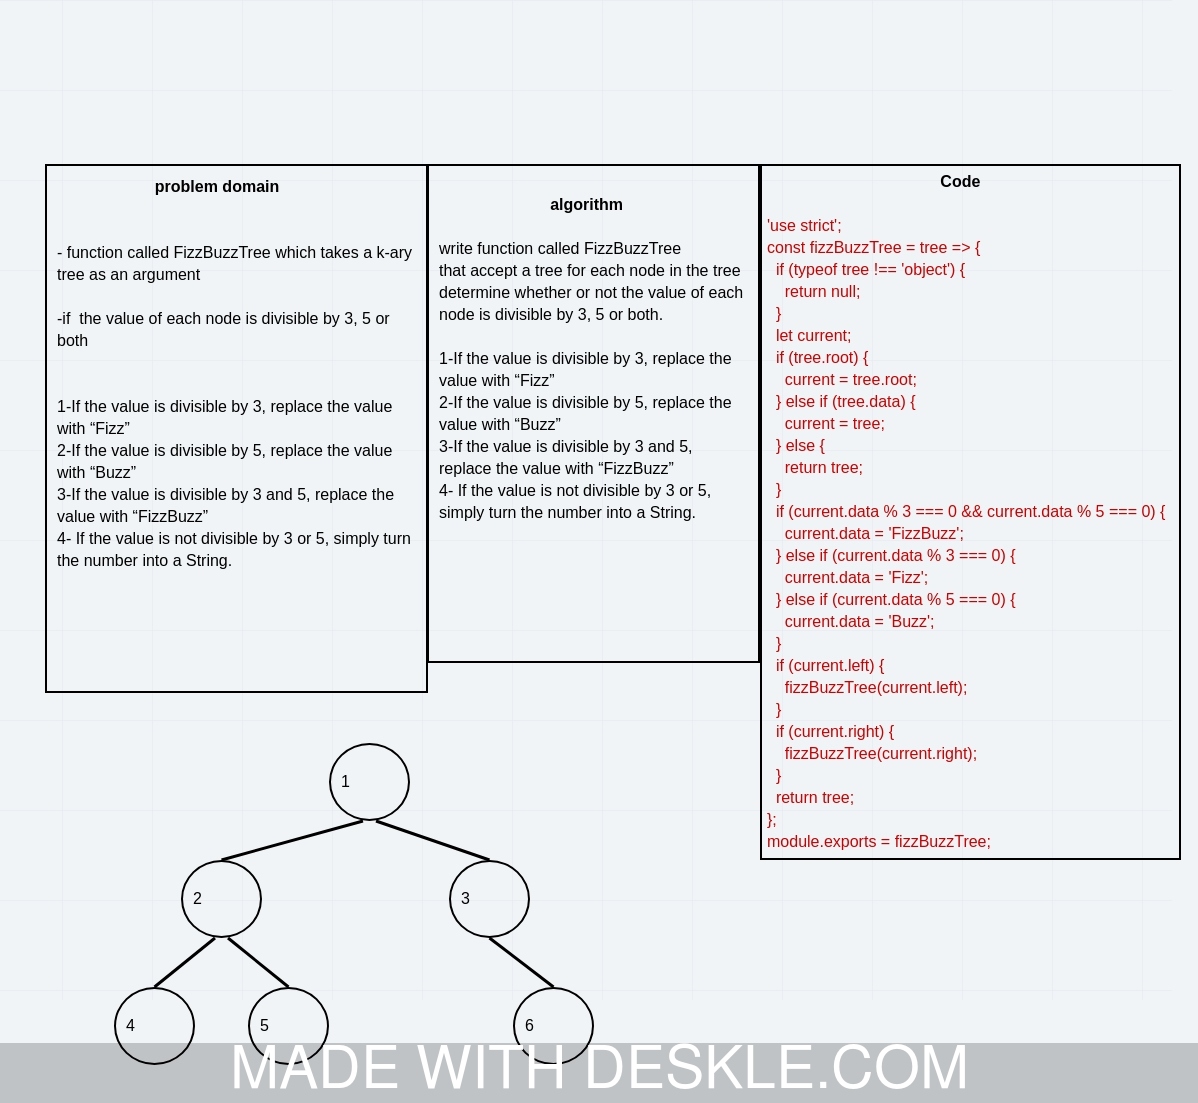 problem domain
- function called FizzBuzzTree which takes a k-ary
tree as an argument
-if  the value of each node is divisible by 3, 5 or
both
1-If the value is divisible by 3, replace the value
with “Fizz”
2-If the value is divisible by 5, replace the value
with “Buzz”
3-If the value is divisible by 3 and 5, replace the
value with “FizzBuzz”
4- If the value is not divisible by 3 or 5, simply turn
the number into a String.
algorithm
write function called FizzBuzzTree
that accept a tree for each node in the tree
determine whether or not the value of each
node is divisible by 3, 5 or both.
1-If the value is divisible by 3, replace the
value with “Fizz”
2-If the value is divisible by 5, replace the
value with “Buzz”
3-If the value is divisible by 3 and 5,
replace the value with “FizzBuzz”
4- If the value is not divisible by 3 or 5,
simply turn the number into a String.
Code
'use strict';
const fizzBuzzTree = tree => {
  if (typeof tree !== 'object') {
    return null;
  }
  let current;
  if (tree.root) {
    current = tree.root;
  } else if (tree.data) {
    current = tree;
  } else {
    return tree;
  }
  if (current.data % 3 === 0 && current.data % 5 === 0) {
    current.data = 'FizzBuzz';
  } else if (current.data % 3 === 0) {
    current.data = 'Fizz';
  } else if (current.data % 5 === 0) {
    current.data = 'Buzz';
  }
  if (current.left) {
    fizzBuzzTree(current.left);
  }
  if (current.right) {
    fizzBuzzTree(current.right);
  }
  return tree;
};
module.exports = fizzBuzzTree;
1
2
3
4
5
6
MADE WITH DESKLE.COM